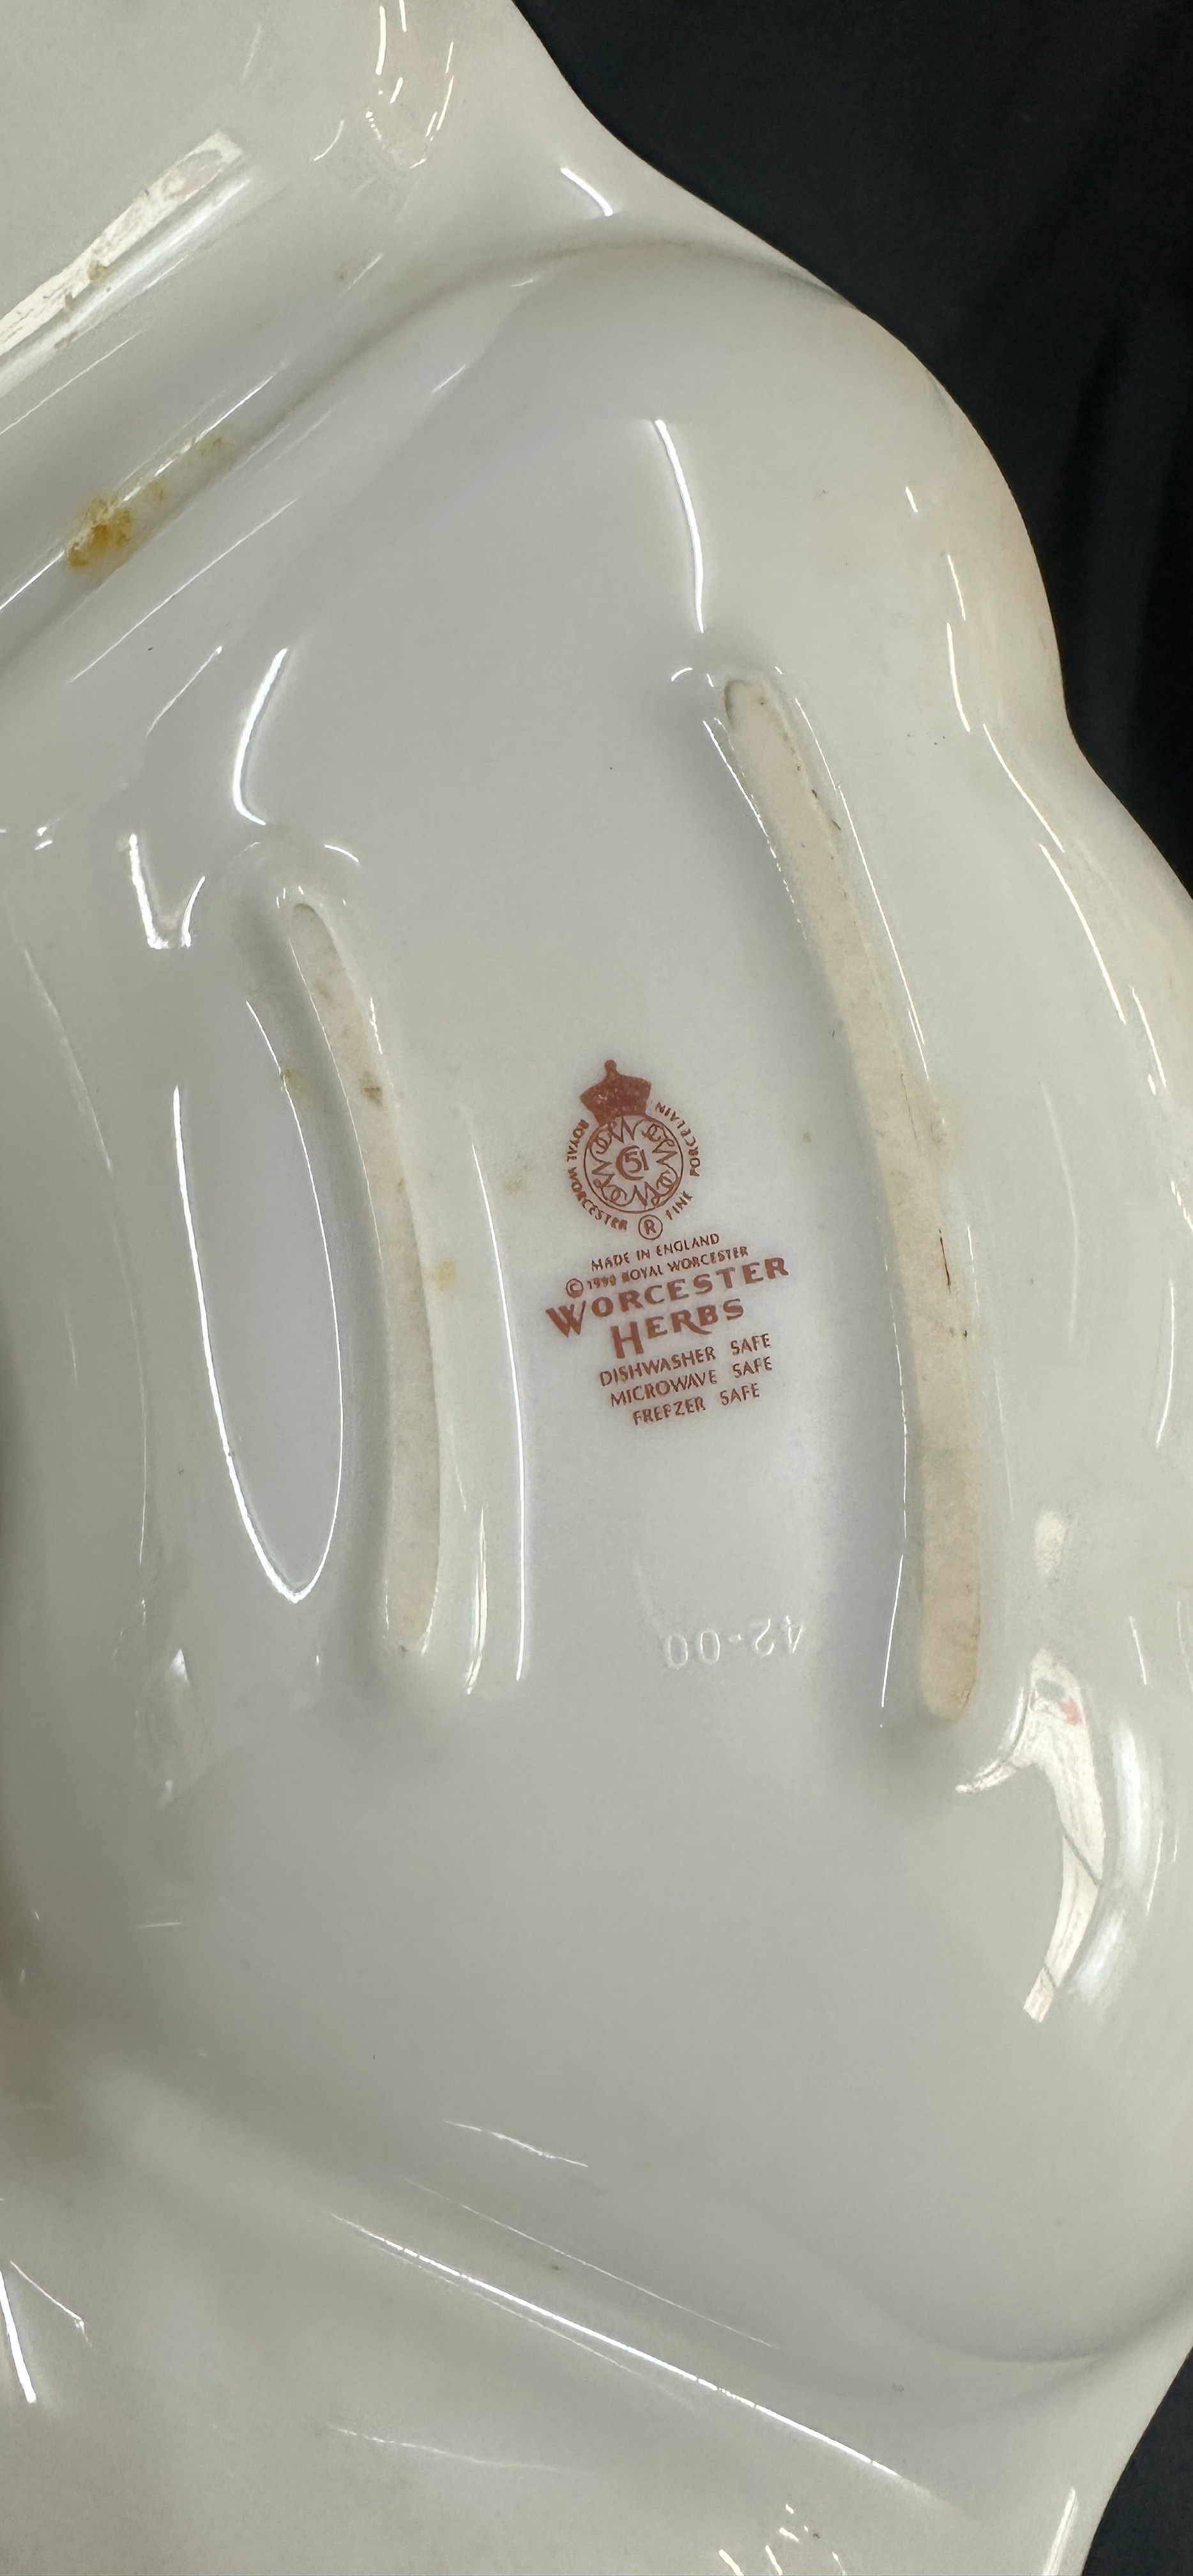 ROYAL WORCESTER ® FINE PORCELAIN
51
MADE IN ENGLAND
© 1990 ROYAL WORCESTER
WORCESTER
HERBS
DISHWASHER SAFE
MICROWAVE SAFE
FREEZER SAFE
42-00